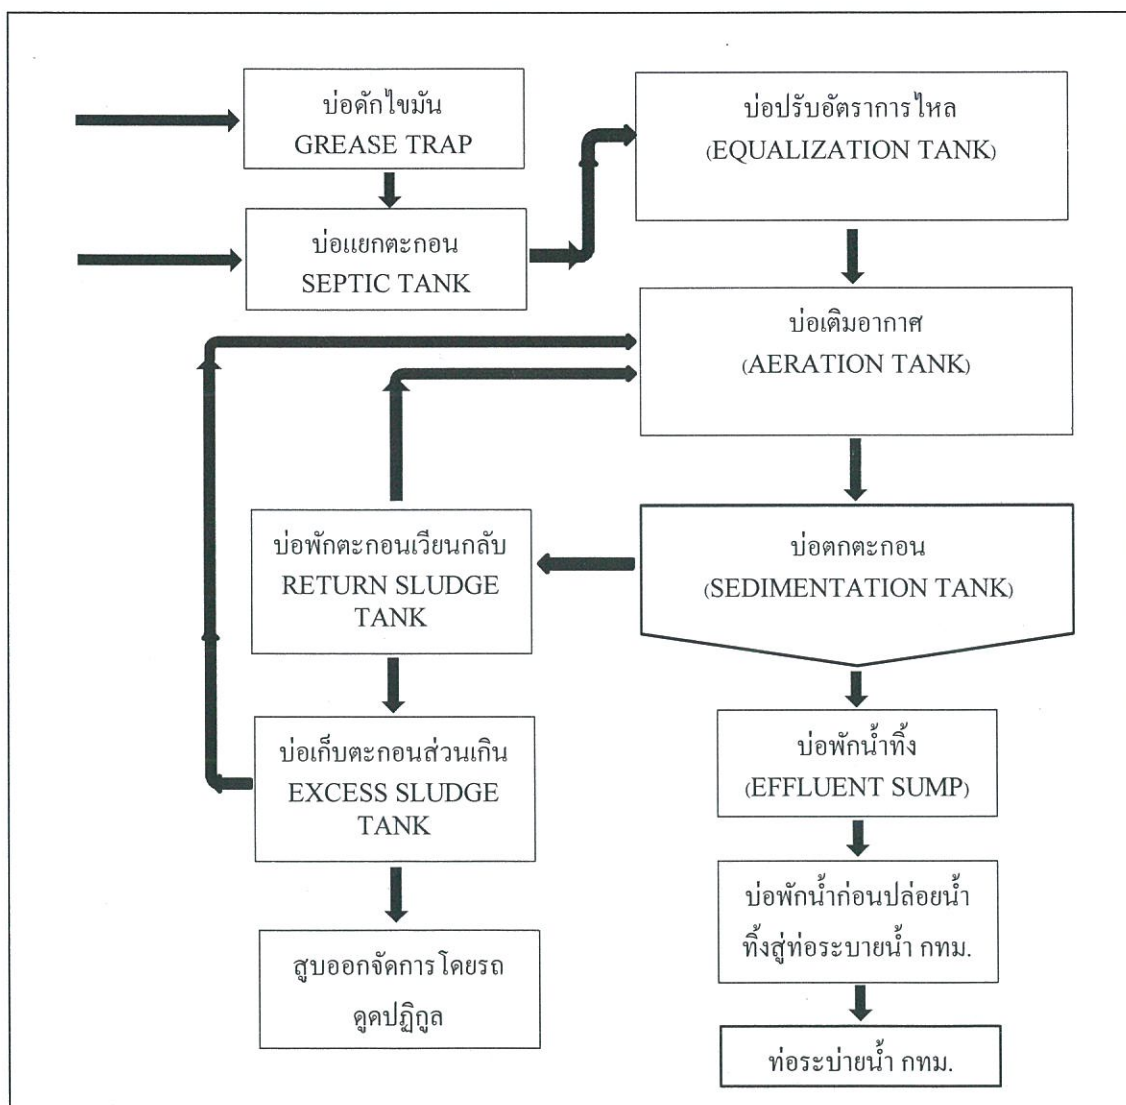 บ่อดักไขมัน
GREASE TRAP
บ่อแยกตะกอน
SEPTIC TANK
บ่อปรับอัตราการไหล
(EQUALIZATION TANK)
บ่อเติมอากาศ
(AERATION TANK)
บ่อตกตะกอน
(SEDIMENTATION TANK)
บ่อพักตะกอนเวียนกลับ
RETURN SLUDGE
TANK
บ่อเก็บตะกอนส่วนเกิน
EXCESS SLUDGE
TANK
สูบออกจัดการโดยรถ
ดูดปฏิกูล
บ่อพักน้ำทิ้ง
(EFFLUENT SUMP)
บ่อพักน้ำก่อนปล่อยน้ำ
ทิ้งสู่ท่อระบายน้ำ กทม.
ท่อระบ่ายน้ำ กทม.